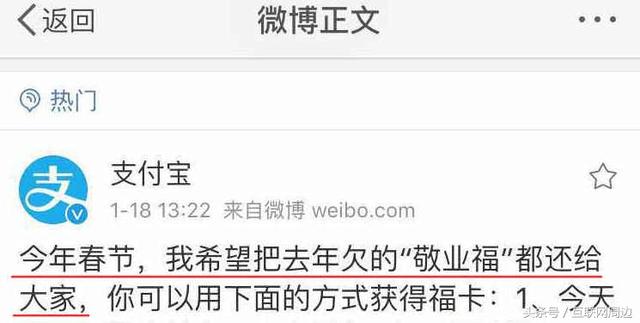 返回
微博正文
热门
支付宝
1-18 13:22 来自微博 weibo.com
今年春节，我希望把去年欠的“敬业福”都还给
大家，你可以用下面的方式获得福卡：1、今天
头条号/互联网周边